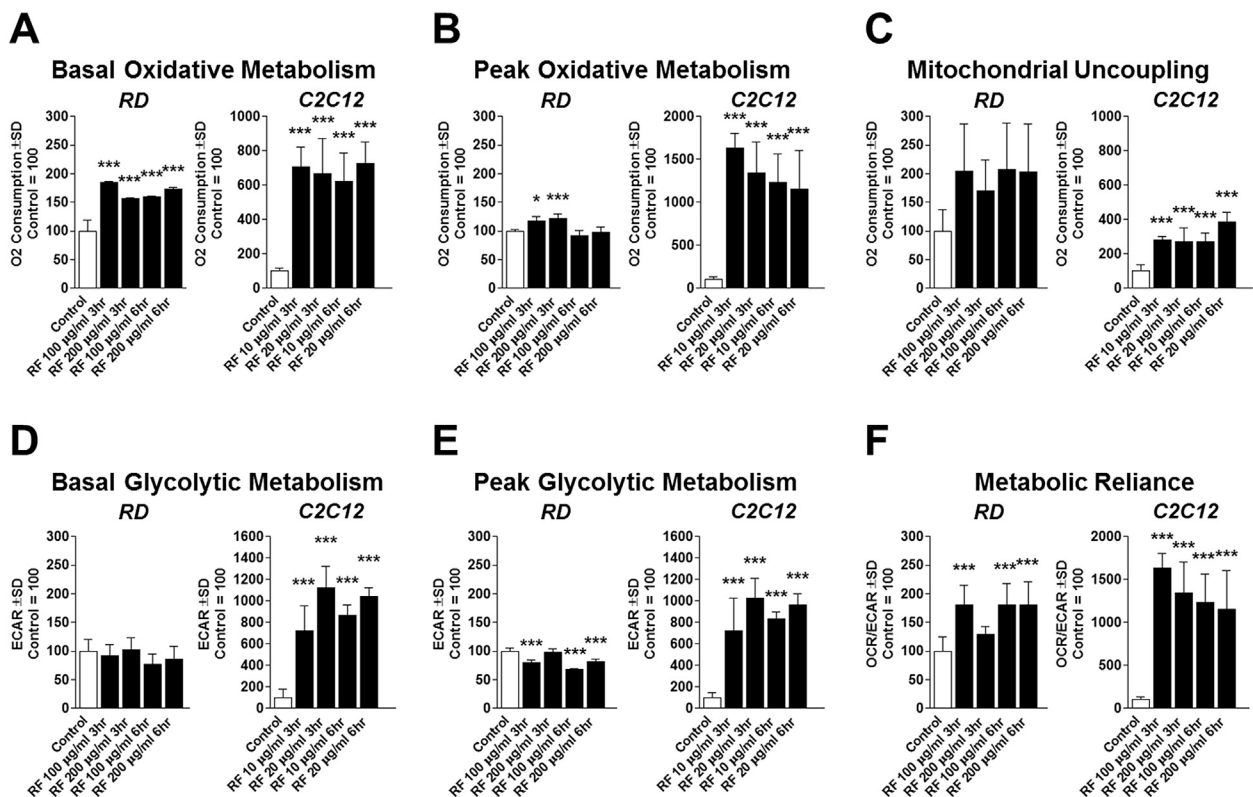 A
Basal Oxidative Metabolism
RD
C2C12
O2 Consumption ±SD
Control = 100
300
250
200
150
100
50
0
***
***
***
***
Control
RF 100 µg/ml 3hr
RF 200 µg/ml 3hr
RF 100 µg/ml 6hr
RF 200 µg/ml 6hr
O2 Consumption ±SD
Control = 100
1000
800
600
400
200
0
***
***
***
***
Control
RF 10 µg/ml 3hr
RF 20 µg/ml 3hr
RF 10 µg/ml 6hr
RF 20 µg/ml 6hr
B
Peak Oxidative Metabolism
RD
C2C12
O2 Consumption ±SD
Control = 100
300
250
200
150
100
50
0
*
***
Control
RF 100 µg/ml 3hr
RF 200 µg/ml 3hr
RF 100 µg/ml 6hr
RF 200 µg/ml 6hr
O2 Consumption ±SD
Control = 100
2000
1500
1000
500
0
***
***
***
***
Control
RF 10 µg/ml 3hr
RF 20 µg/ml 3hr
RF 10 µg/ml 6hr
RF 20 µg/ml 6hr
C
Mitochondrial Uncoupling
RD
C2C12
O2 Consumption ±SD
Control = 100
300
250
200
150
100
50
0
Control
RF 100 µg/ml 3hr
RF 200 µg/ml 3hr
RF 100 µg/ml 6hr
RF 200 µg/ml 6hr
O2 Consumption ±SD
Control = 100
1000
800
600
400
200
0
***
***
***
***
Control
RF 10 µg/ml 3hr
RF 20 µg/ml 3hr
RF 10 µg/ml 6hr
RF 20 µg/ml 6hr
D
Basal Glycolytic Metabolism
RD
C2C12
ECAR ±SD
Control = 100
300
250
200
150
100
50
0
Control
RF 100 µg/ml 3hr
RF 200 µg/ml 3hr
RF 100 µg/ml 6hr
RF 200 µg/ml 6hr
ECAR ±SD
Control = 100
1600
1400
1200
1000
800
600
400
200
0
***
***
***
***
Control
RF 10 µg/ml 3hr
RF 20 µg/ml 3hr
RF 10 µg/ml 6hr
RF 20 µg/ml 6hr
E
Peak Glycolytic Metabolism
RD
C2C12
ECAR ±SD
Control = 100
300
250
200
150
100
50
0
***
***
***
Control
RF 100 µg/ml 3hr
RF 200 µg/ml 3hr
RF 100 µg/ml 6hr
RF 200 µg/ml 6hr
ECAR ±SD
Control = 100
1600
1400
1200
1000
800
600
400
200
0
***
***
***
***
Control
RF 10 µg/ml 3hr
RF 20 µg/ml 3hr
RF 10 µg/ml 6hr
RF 20 µg/ml 6hr
F
Metabolic Reliance
RD
C2C12
OCR/ECAR ±SD
Control = 100
300
250
200
150
100
50
0
***
***
***
Control
RF 100 µg/ml 3hr
RF 200 µg/ml 3hr
RF 100 µg/ml 6hr
RF 200 µg/ml 6hr
OCR/ECAR ±SD
Control = 100
2000
1500
1000
500
0
***
***
***
***
Control
RF 100 µg/ml 3hr
RF 200 µg/ml 3hr
RF 100 µg/ml 6hr
RF 200 µg/ml 6hr